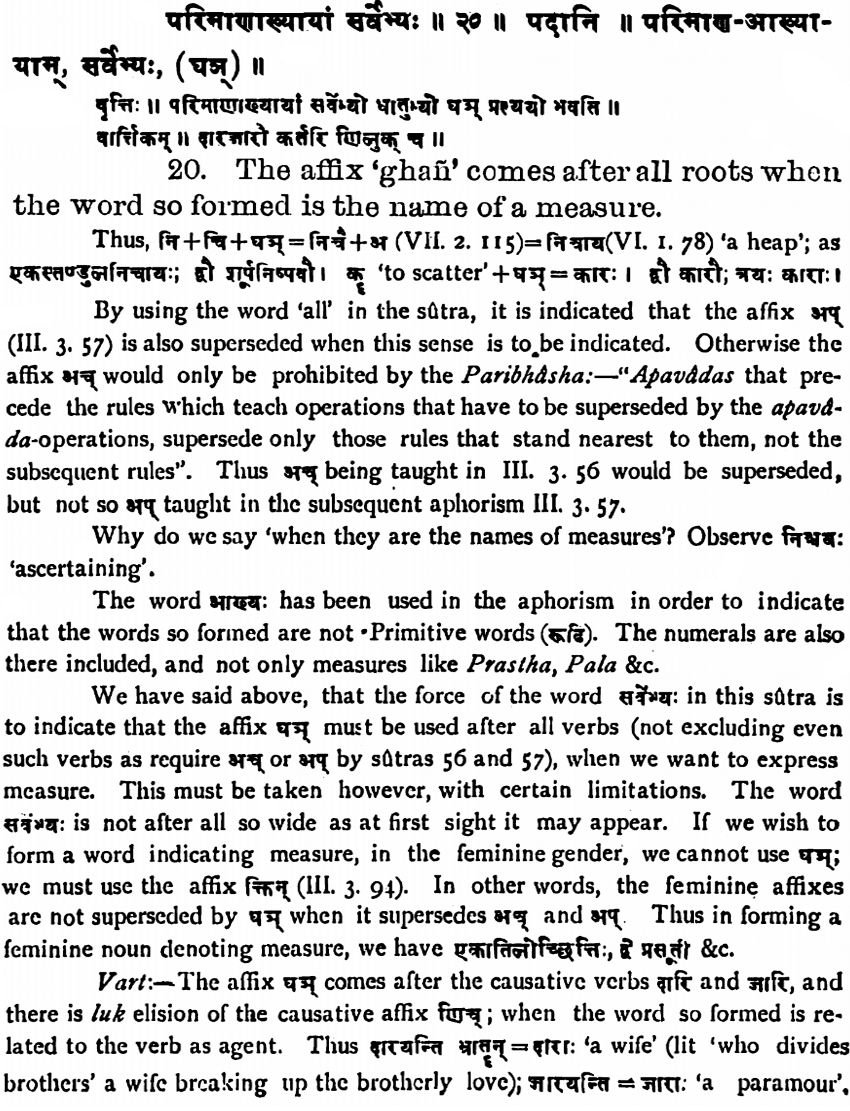 परिमाणाख्यायां सर्वेभ्यः ॥ २० ॥ पदानि ॥ परिमाण-आख्या-
याम्, सर्वेभ्यः, (घञ्) ॥
वृत्तिः ॥ परिमाणाख्यायां सर्वेभ्यो धातुभ्यो घञ् प्रत्ययो भवति ॥
वार्त्तिकम् ॥ दारजारौ कर्तरि णिलुक् च ॥
20. The affix 'ghañ' comes after all roots when
the word so formed is the name of a measure.
Thus, नि+चि+घञ्=निचै+अ (VII. 2. 115)=निचाय(VI. 1. 78) 'a heap'; as
एकस्तण्डुलनिचायः; द्वौ शूर्पनिष्पावौ। कॄ 'to scatter'+घञ्=कारः। द्वौ कारौ; त्रयः काराः।
By using the word 'all' in the sûtra, it is indicated that the affix अप्
(III. 3. 57) is also superseded when this sense is to be indicated. Otherwise the
affix अच् would only be prohibited by the Paribhâsha:—"Apavâdas that pre-
cede the rules which teach operations that have to be superseded by the apavâ-
da-operations, supersede only those rules that stand nearest to them, not the
subsequent rules". Thus अच् being taught in III. 3. 56 would be superseded,
but not so अप् taught in the subsequent aphorism III. 3. 57.
Why do we say 'when they are the names of measures'? Observe निश्चयः
'ascertaining'.
The word आख्यः has been used in the aphorism in order to indicate
that the words so formed are not Primitive words (रूढि). The numerals are also
there included, and not only measures like Prastha, Pala &c.
We have said above, that the force of the word सर्वेभ्यः in this sûtra is
to indicate that the affix घञ् must be used after all verbs (not excluding even
such verbs as require अच् or अप् by sûtras 56 and 57), when we want to express
measure. This must be taken however, with certain limitations. The word
सर्वेभ्यः is not after all so wide as at first sight it may appear. If we wish to
form a word indicating measure, in the feminine gender, we cannot use घञ्;
we must use the affix क्तिन् (III. 3. 94). In other words, the feminine affixes
are not superseded by घञ् when it supersedes अच् and अप्. Thus in forming a
feminine noun denoting measure, we have एकातिलोच्छ्रित्तिः, द्वे प्रसूती &c.
Vart:—The affix घञ् comes after the causative verbs दारि and जारि, and
there is luk elision of the causative affix णिच्; when the word so formed is re-
lated to the verb as agent. Thus दारयन्ति भ्रातॄन्=दाराः 'a wife' (lit 'who divides
brothers' a wife breaking up the brotherly love); जारयन्ति = जाराः 'a paramour',